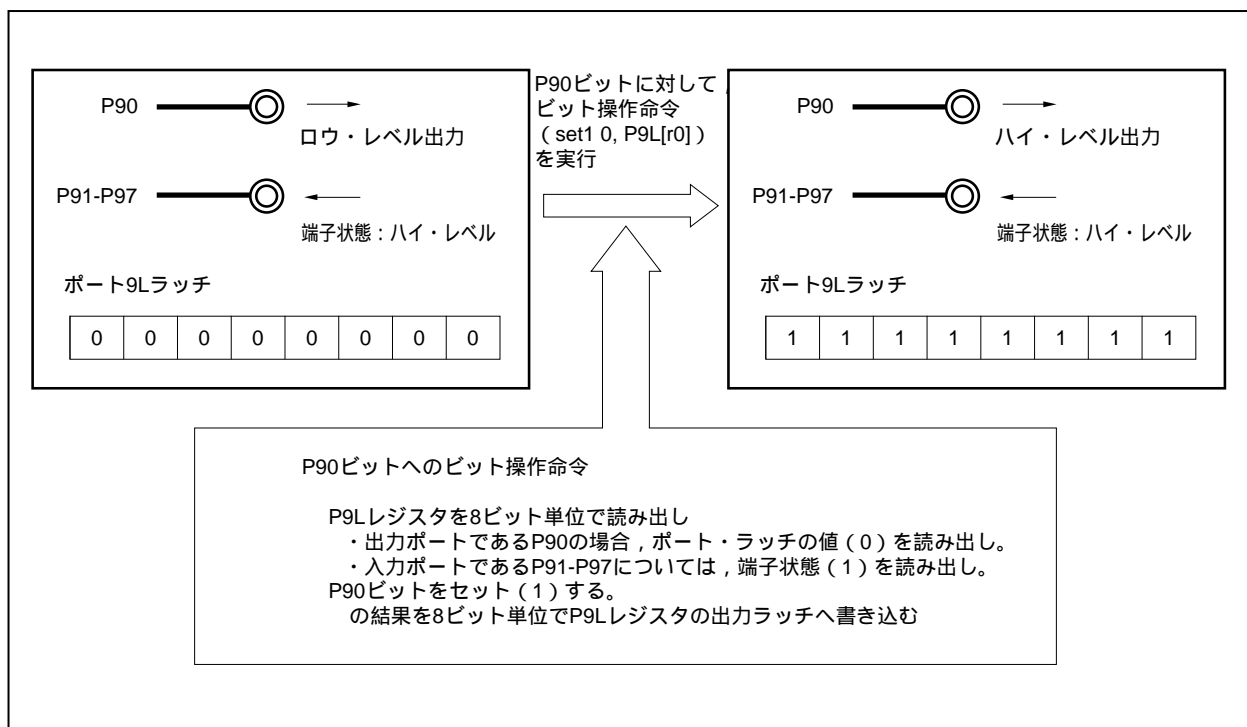 P90
ロウ・レベル出力
P91-P97
端子状態：ハイ・レベル
ポート9Lラッチ
0 0 0 0 0 0 0 0
P90ビットに対して，
ビット操作命令
（set1 0, P9L[r0]）
を実行
P90
ハイ・レベル出力
P91-P97
端子状態：ハイ・レベル
ポート9Lラッチ
1 1 1 1 1 1 1 1
P90ビットへのビット操作命令
P9Lレジスタを8ビット単位で読み出し
・出力ポートであるP90の場合，ポート・ラッチの値（0）を読み出し。
・入力ポートであるP91-P97については，端子状態（1）を読み出し。
P90ビットをセット（1）する。
の結果を8ビット単位でP9Lレジスタの出力ラッチへ書き込む